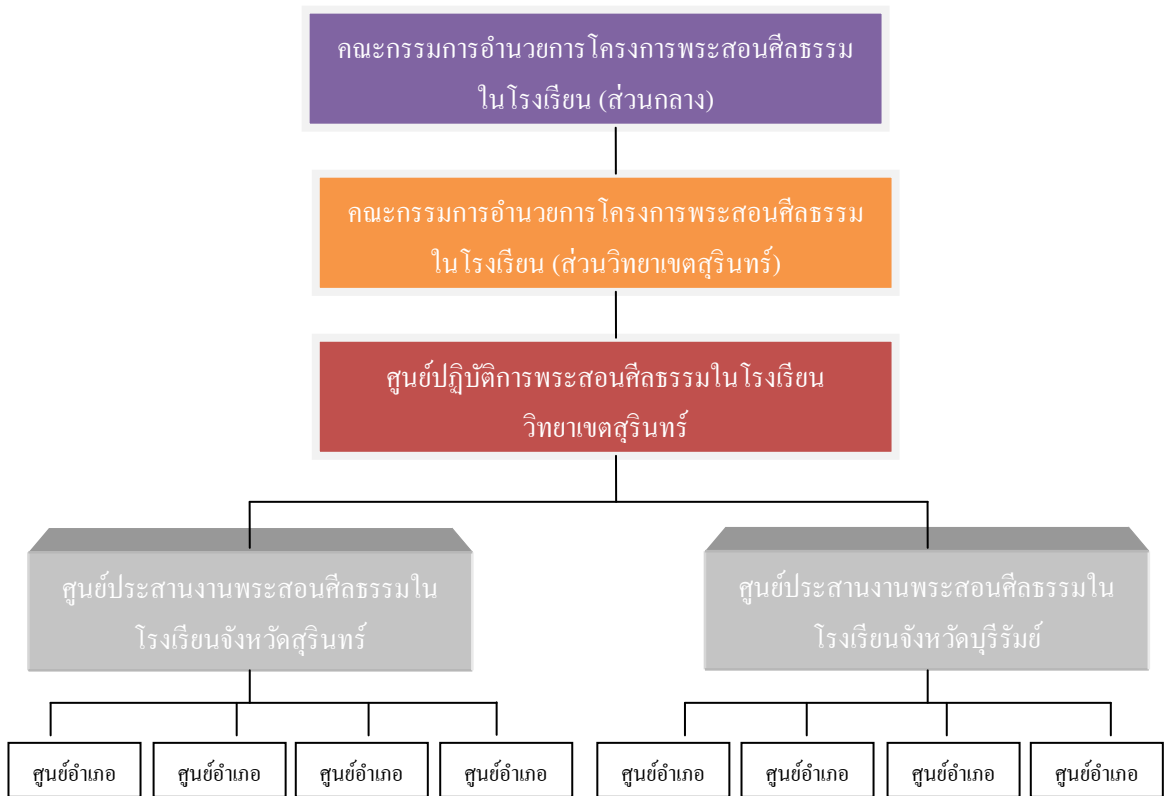 คณะกรรมการอำนวยการโครงการพระสอนศีลธรรม
ในโรงเรียน (ส่วนกลาง)
คณะกรรมการอำนวยการโครงการพระสอนศีลธรรม
ในโรงเรียน (ส่วนวิทยาเขตสุรินทร์)
ศูนย์ปฏิบัติการพระสอนศีลธรรมในโรงเรียน
วิทยาเขตสุรินทร์
ศูนย์ประสานงานพระสอนศีลธรรมใน
โรงเรียนจังหวัดสุรินทร์
ศูนย์ประสานงานพระสอนศีลธรรมใน
โรงเรียนจังหวัดบุรีรัมย์
ศูนย์อำเภอ
ศูนย์อำเภอ
ศูนย์อำเภอ
ศูนย์อำเภอ
ศูนย์อำเภอ
ศูนย์อำเภอ
ศูนย์อำเภอ
ศูนย์อำเภอ